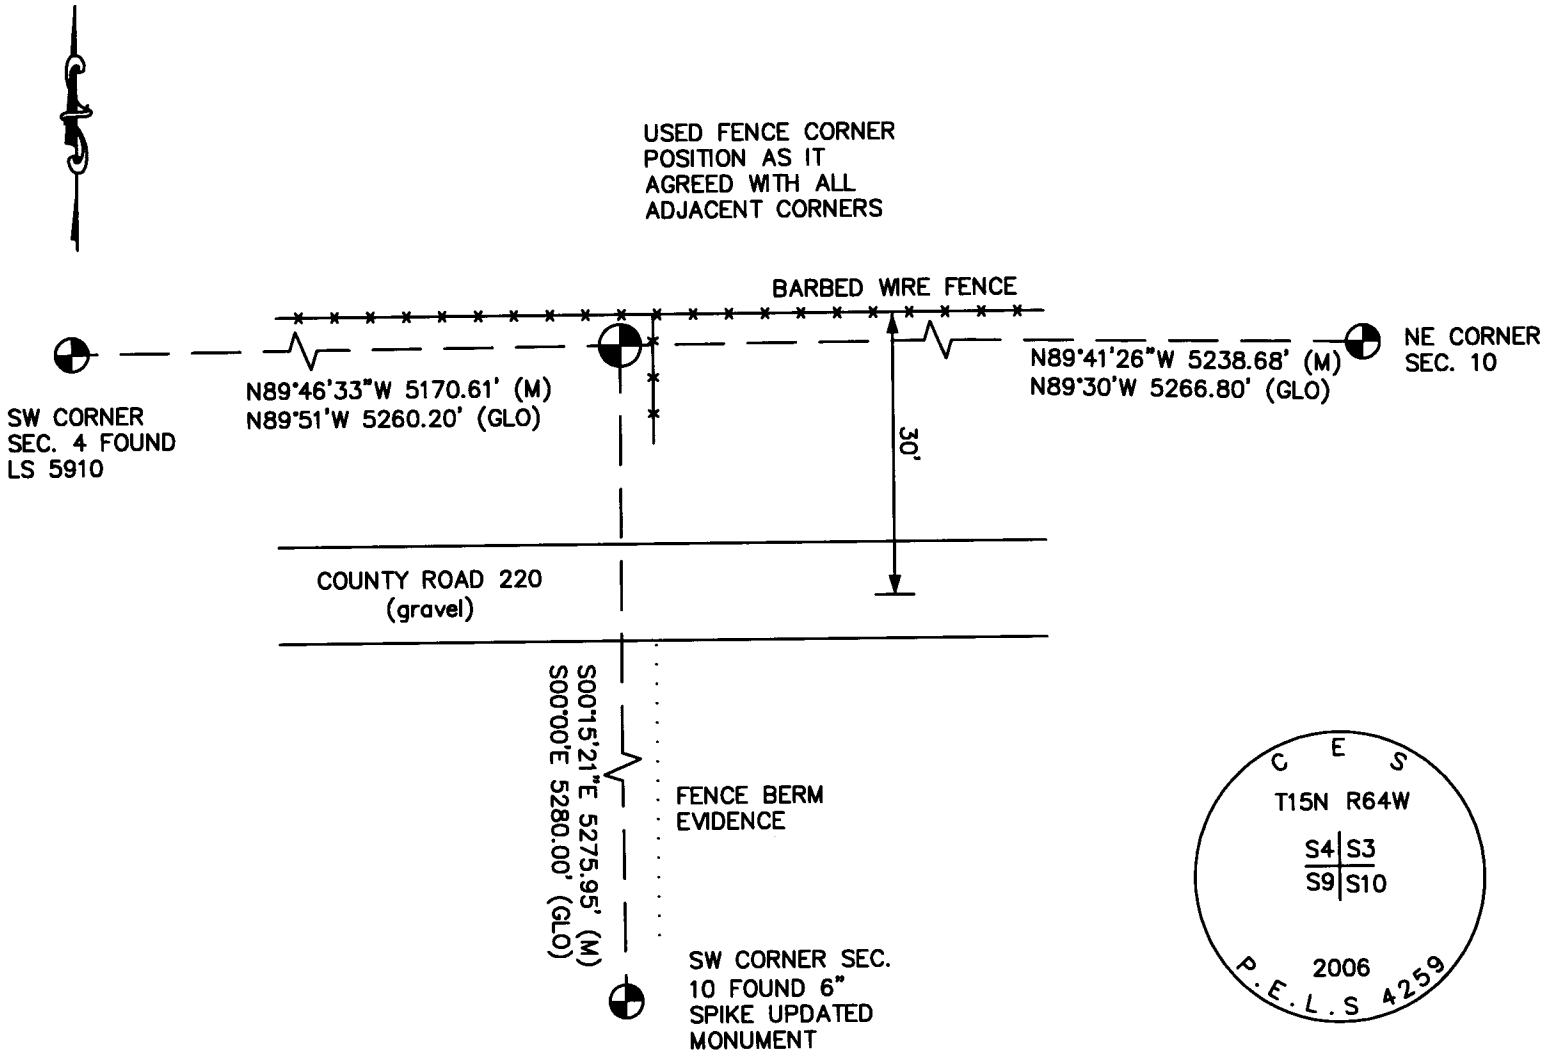 USED FENCE CORNER
POSITION AS IT
AGREED WITH ALL
ADJACENT CORNERS
BARBED WIRE FENCE
NE CORNER
SEC. 10
N89°41'26"W 5238.68' (M)
N89°30'W 5266.80' (GLO)
N89°46'33"W 5170.61' (M)
N89°51'W 5260.20' (GLO)
SW CORNER
SEC. 4 FOUND
LS 5910
30'
COUNTY ROAD 220
(gravel)
S00°15'21"E 5275.95' (M)
S00°00'E 5280.00' (GLO)
FENCE BERM
EVIDENCE
SW CORNER SEC.
10 FOUND 6"
SPIKE UPDATED
MONUMENT
C E S
T15N R64W
S4 S3
S9 S10
2006
P.E.L.S 4259